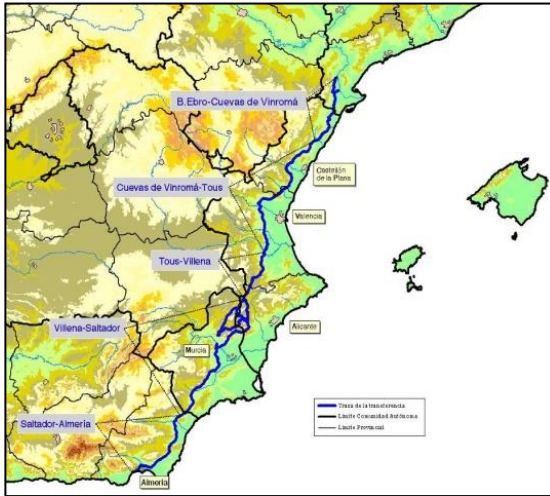 B.Ebro-Cuevas de Vinromá
Castellón
de la Plana
Cuevas de Vinromá-Tous
Valencia
Tous-Villena
Villena-Saltador
Alicante
Murcia
Traza de la transferencia
Límite Comunidad Autónoma
Límite Provincial
Saltador-Almería
Almería